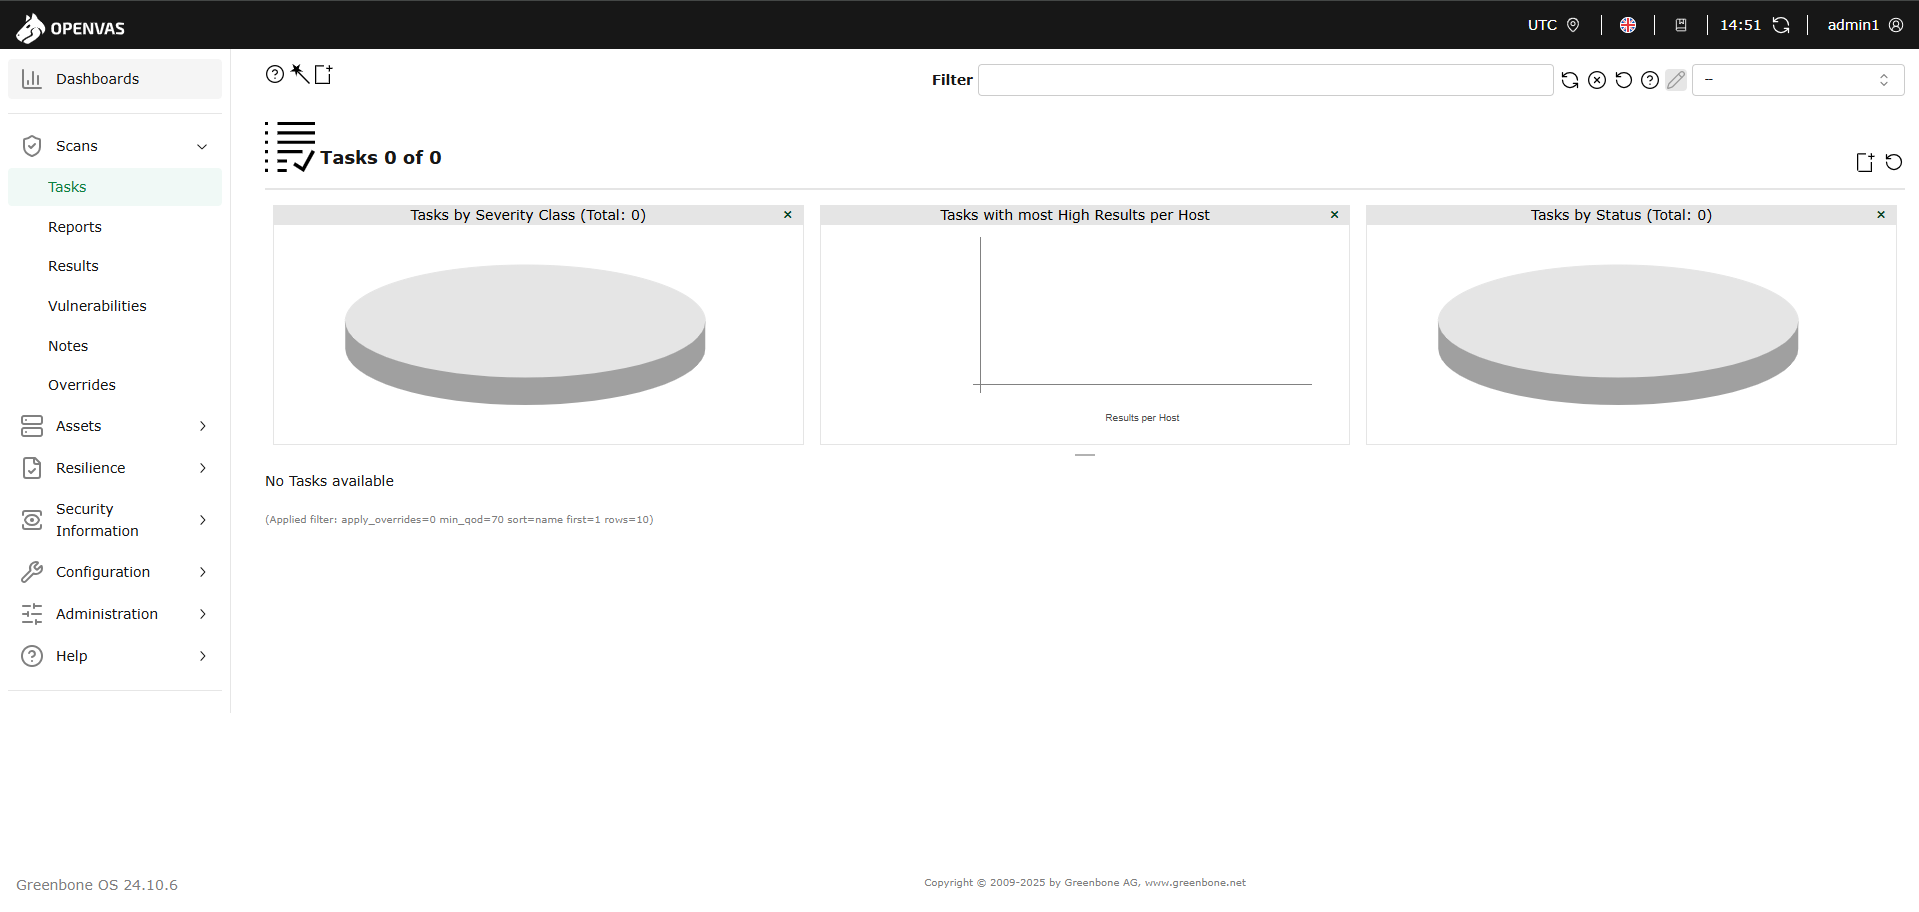 OPENVAS
UTC
14:51
admin1
Dashboards
Scans
Tasks
Reports
Results
Vulnerabilities
Notes
Overrides
Assets
Resilience
Security
Information
Configuration
Administration
Help
Greenbone OS 24.10.6
Filter
--
Tasks 0 of 0
Tasks by Severity Class (Total: 0)
Tasks with most High Results per Host
Results per Host
Tasks by Status (Total: 0)
No Tasks available
(Applied filter: apply_overrides=0 min_qod=70 sort=name first=1 rows=10)
Copyright © 2009-2025 by Greenbone AG, www.greenbone.net